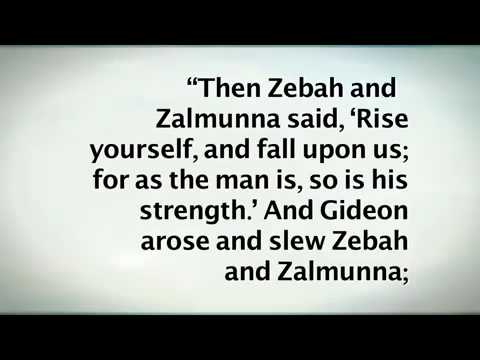 “Then Zebah and
Zalmunna said, ‘Rise
yourself, and fall upon us;
for as the man is, so is his
strength.’ And Gideon
arose and slew Zebah
and Zalmunna;